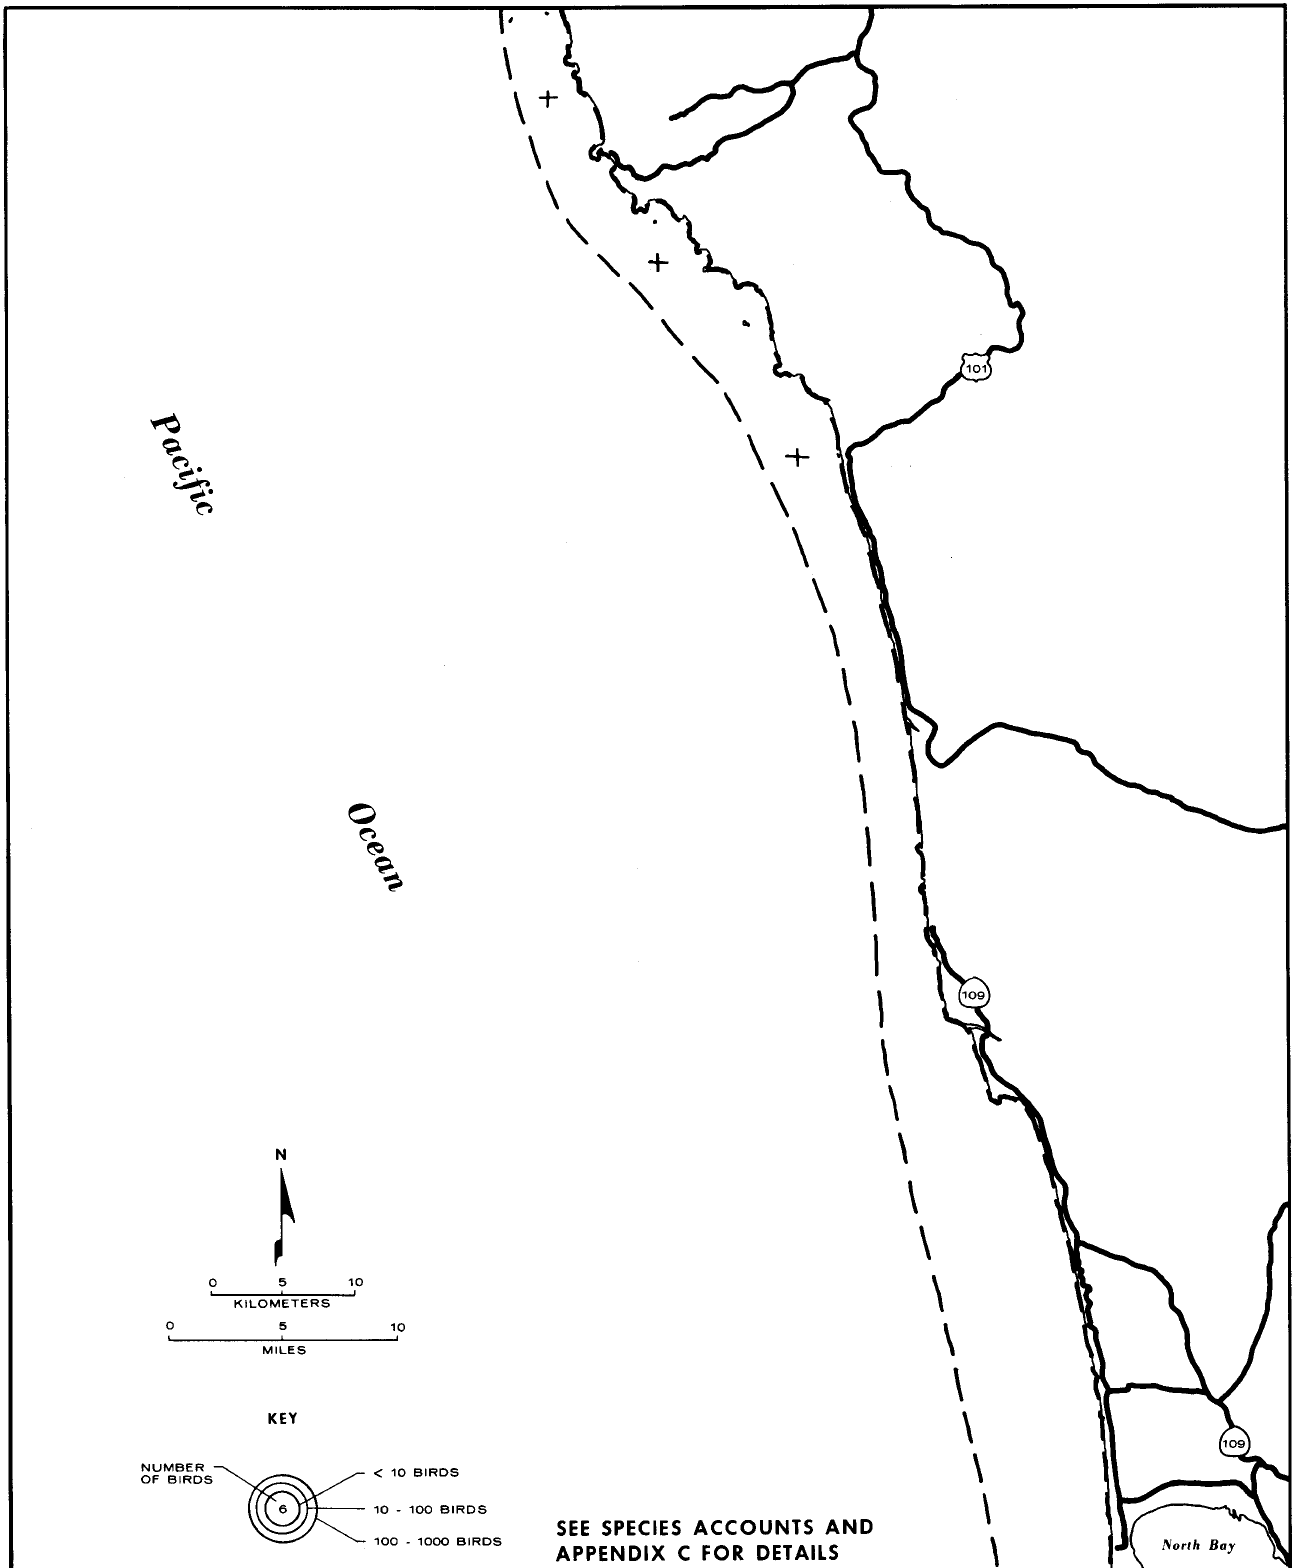 101
Pacific
Ocean
109
N
0 5 10
KILOMETERS
0 5 10
MILES
KEY
NUMBER
OF BIRDS
6
< 10 BIRDS
10 - 100 BIRDS
100 - 1000 BIRDS
109
SEE SPECIES ACCOUNTS AND
APPENDIX C FOR DETAILS
North Bay